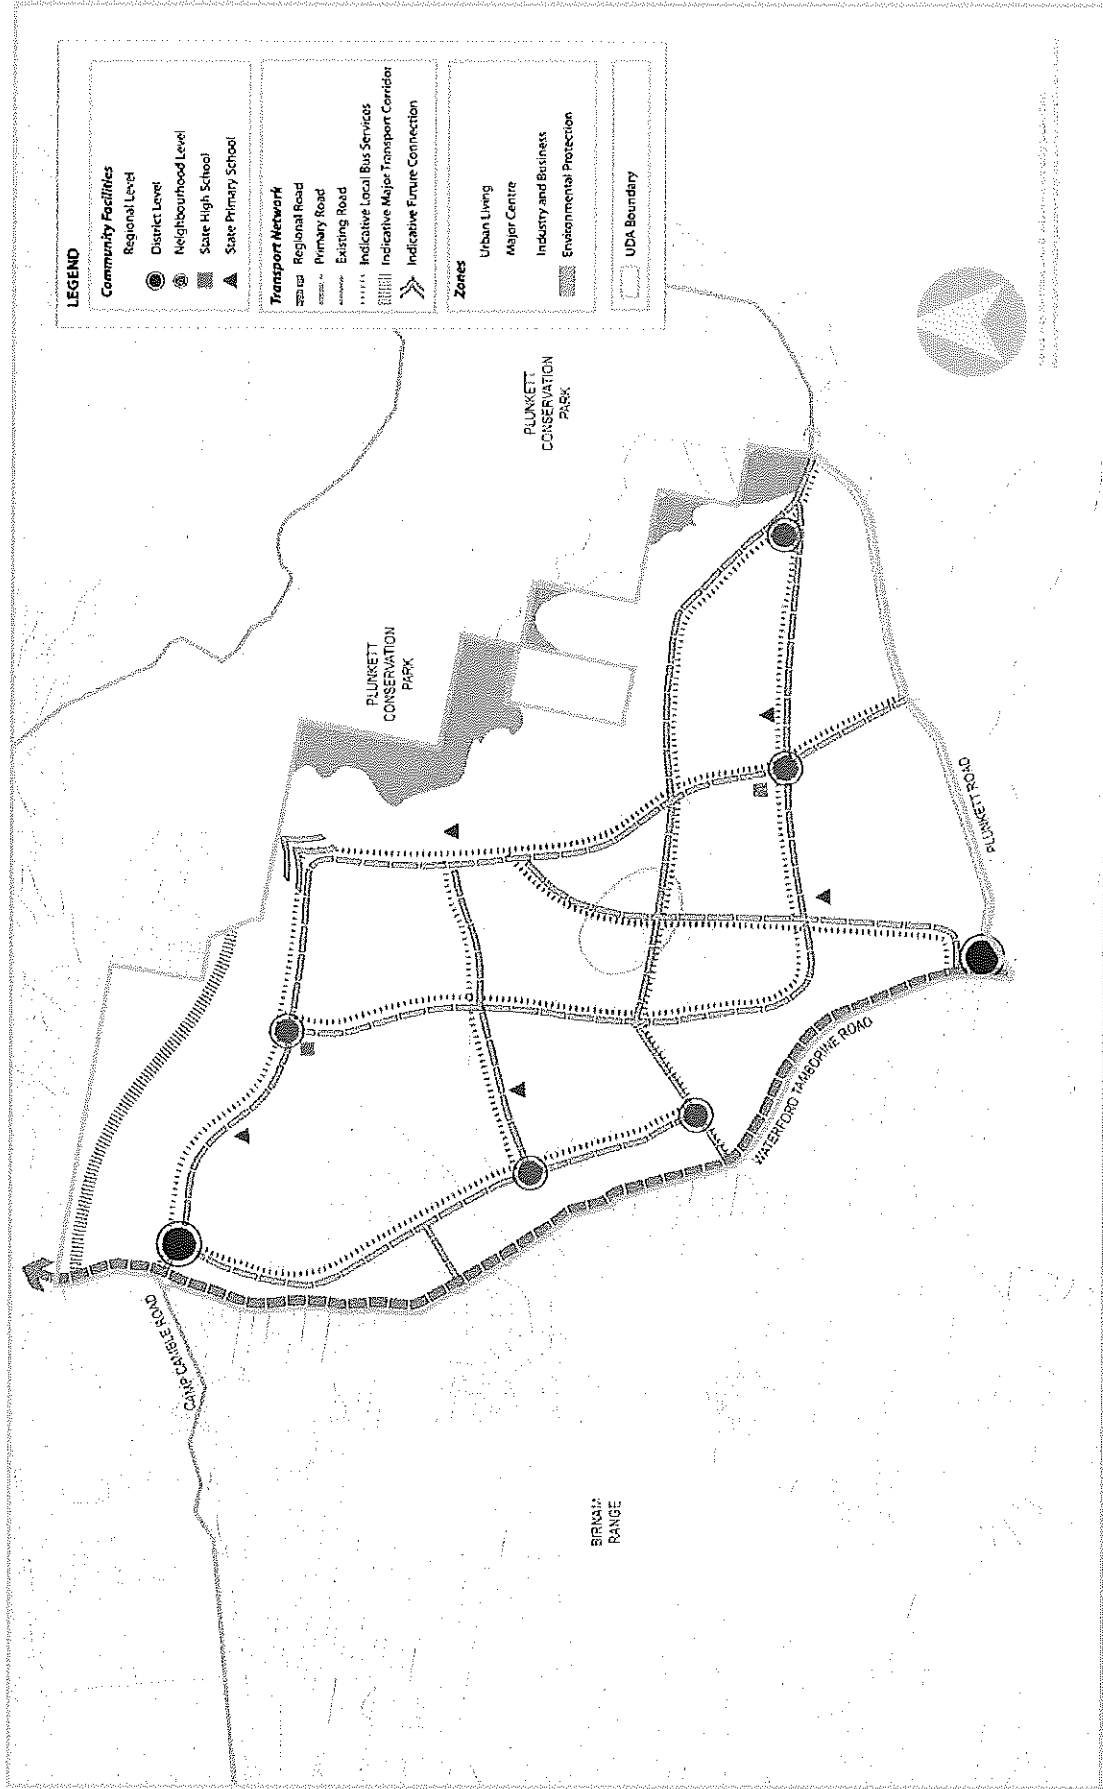 LEGEND
Community Facilities
Regional Level
District Level
Neighbourhood Level
State High School
State Primary School
Transport Network
Regional Road
Primary Road
Existing Road
Indicative Local Bus Services
Indicative Major Transport Corridor
Indicative Future Connection
Zones
Urban Living
Major Centre
Industry and Business
Environmental Protection
UDA Boundary
PLUNKETT
CONSERVATION
PARK
PLUNKETT
CONSERVATION
PARK
PLUNKETT ROAD
WATERFORD TAMBORINE ROAD
CAMP CABLE ROAD
BIRNAM
RANGE